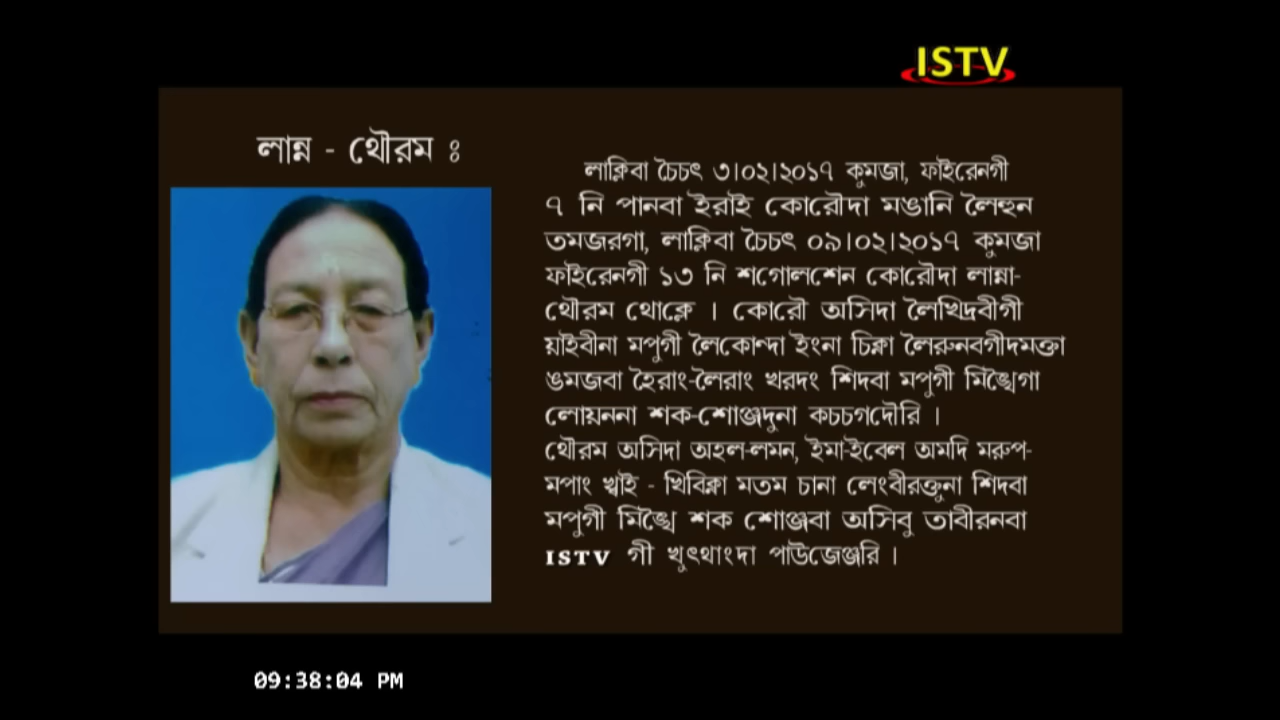 ISTV
লান্ন - থৌরম ঃ
লাক্লিবা চৈচৎ ৩।০২।২০১৭ কুমজা, ফাইরেনগী
৭ নি পানবা ইরাই কোরৌদা মঙানি লৈহুন
তমজরগা, লাক্লিবা চৈচৎ ০৯।০২।২০১৭ কুমজা
ফাইরেনগী ১৩ নি শগোলশেন কোরৌদা লান্না-
থৌরম থোক্লে । কোরৌ অসিদা লৈখিদ্রবীগী
য়াইবীনা মপুগী লৈকোন্দা ইংনা চিক্না লৈরুনবগীদমক্তা
ঙমজবা হৈরাং-লৈরাং খরদং শিদবা মপুগী মিঙ্খেগা
লোয়ননা শক-শোঞ্জদুনা কচচগদৌরি ।
থৌরম অসিদা অহল-লমন, ইমা-ইবেল অমদি মরুপ-
মপাং খ্বাই - খিবিক্না মতম চানা লেংবীরক্তুনা শিদবা
মপুগী মিঙ্খৈ শক শোঞ্জবা অসিবু তাবীরনবা
ISTV গী খুৎথাংদা পাউজেঞ্জরি ।
09:38:04 PM